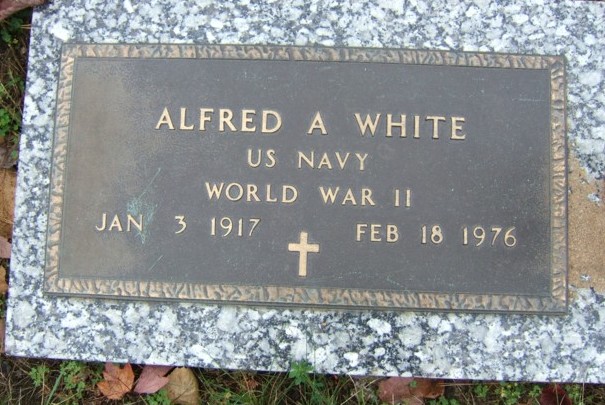 ALFRED A WHITE
US NAVY
WORLD WAR II
JAN 3 1917 FEB 18 1976